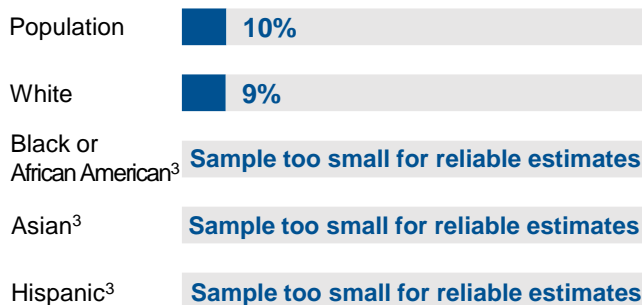 Population 10%
White 9%
Black or
African American³ Sample too small for reliable estimates
Asian³ Sample too small for reliable estimates
Hispanic³ Sample too small for reliable estimates